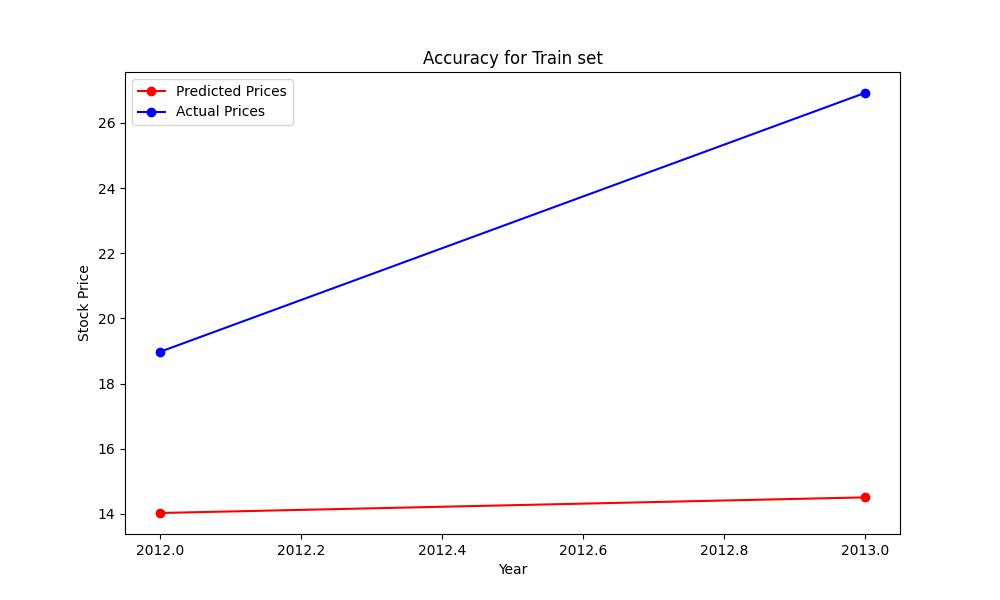 Accuracy for Train set
Predicted Prices
Actual Prices
Stock Price
26
24
22
20
18
16
14
2012.0 2012.2 2012.4 2012.6 2012.8 2013.0
Year